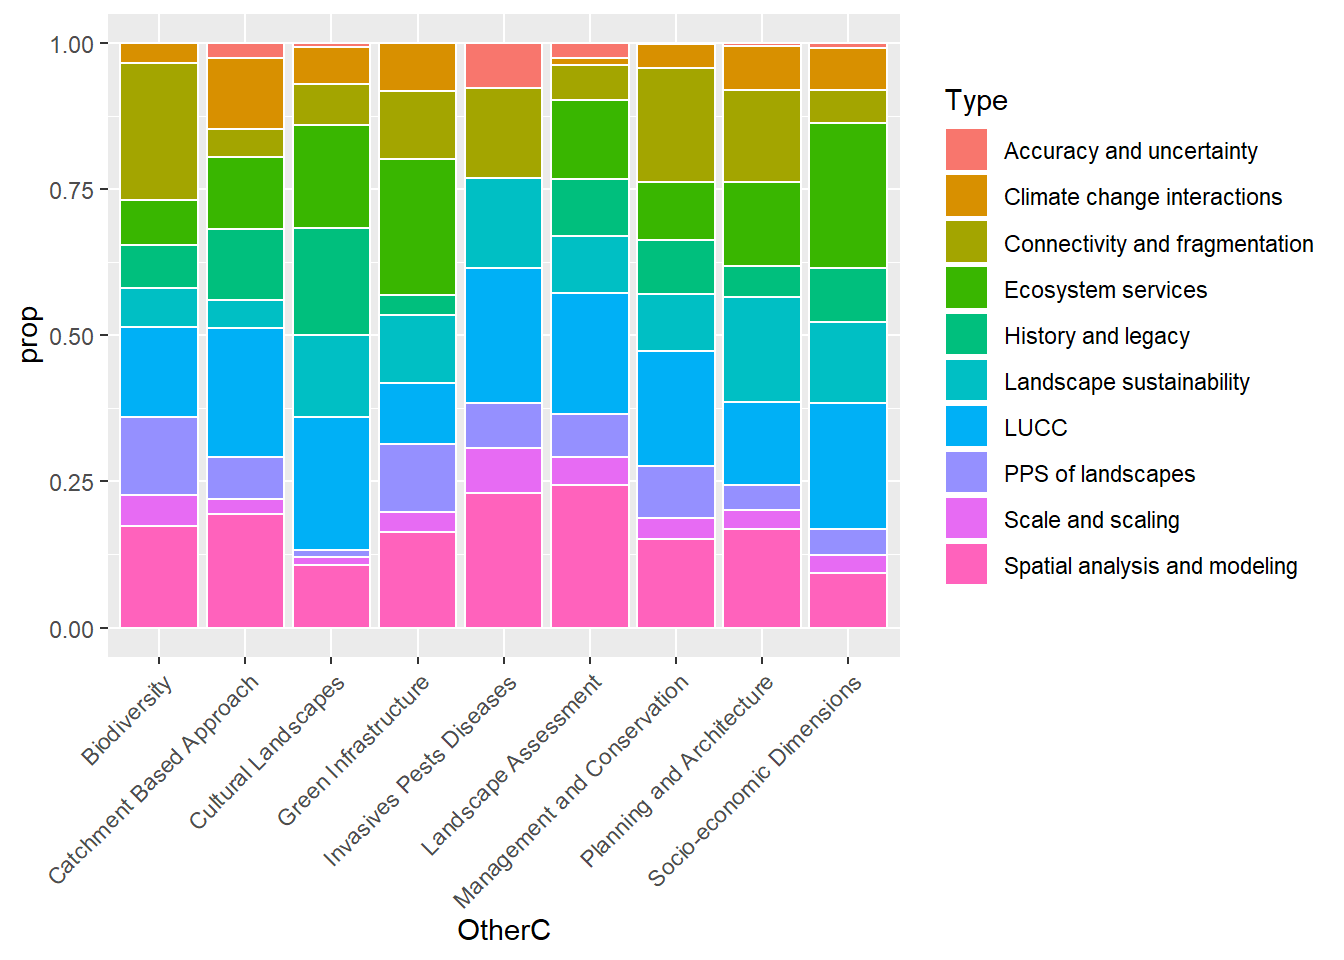 1.00
0.75
0.50
0.25
0.00
prop
Biodiversity
Catchment Based Approach
Cultural Landscapes
Green Infrastructure
Invasives Pests Diseases
Landscape Assessment
Management and Conservation
Planning and Architecture
Socio-economic Dimensions
OtherC
Type
Accuracy and uncertainty
Climate change interactions
Connectivity and fragmentation
Ecosystem services
History and legacy
Landscape sustainability
LUCC
PPS of landscapes
Scale and scaling
Spatial analysis and modeling